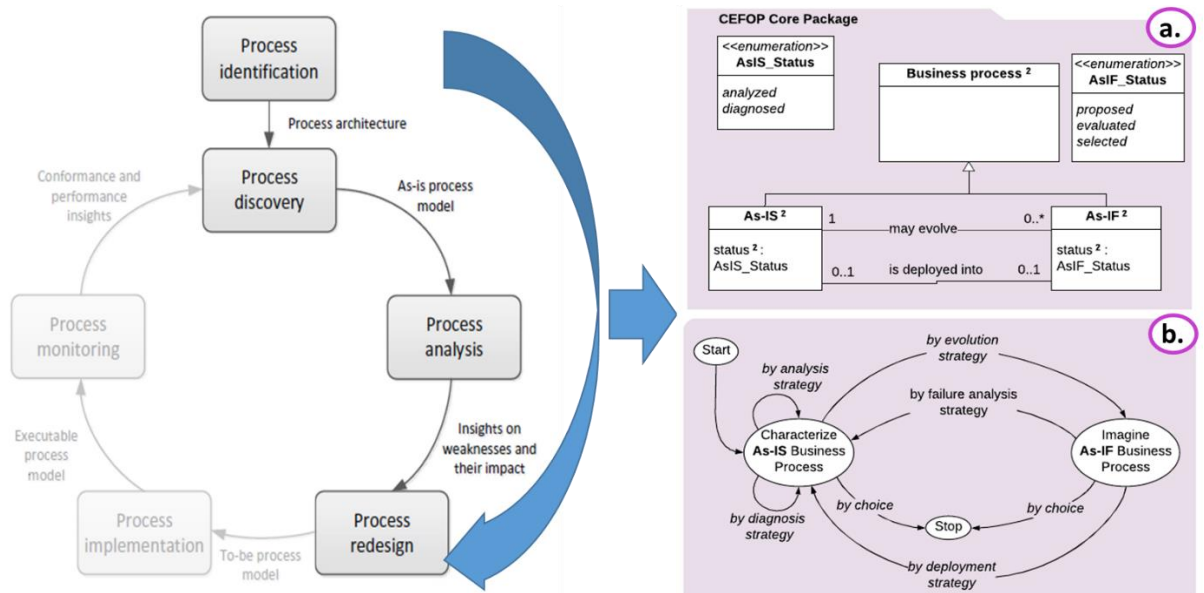 Process
identification
Process architecture
Process
discovery
Conformance and
performance
insights
As-is process
model
Process
monitoring
Process
analysis
Executable
process
model
Insights on
weaknesses and
their impact
Process
implementation
To-be process
model
Process
redesign
a.
CEFOP Core Package
<<enumeration>>
AsIS_Status
analyzed
diagnosed
Business process ²
<<enumeration>>
AsIF_Status
proposed
evaluated
selected
As-IS ²
status ² :
AsIS_Status
1
may evolve
0..*
0..1
is deployed into
0..1
As-IF ²
status ² :
AsIF_Status
b.
Start
by analysis
strategy
by evolution
strategy
by failure analysis
strategy
Characterize
As-IS Business
Process
Imagine
As-IF Business
Process
by diagnosis
strategy
by choice
Stop
by choice
by deployment
strategy